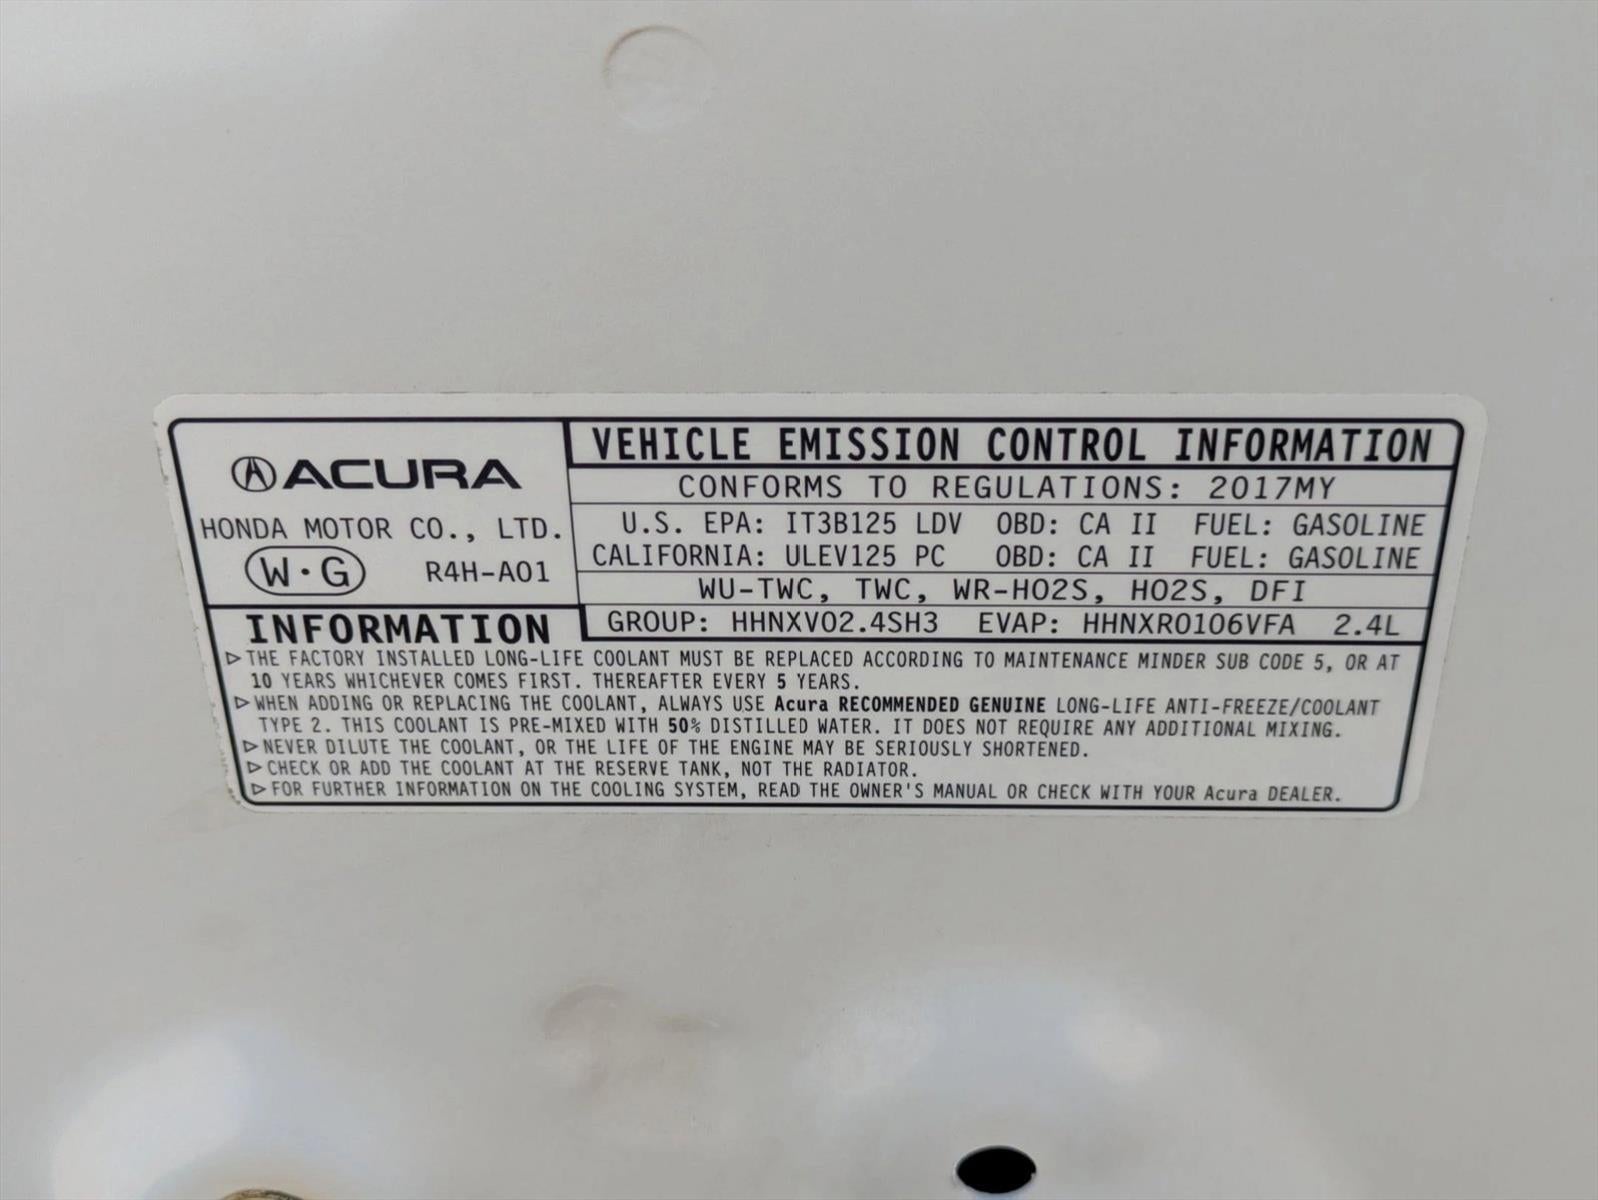 ACURA
HONDA MOTOR CO., LTD.
W·G R4H-A01
VEHICLE EMISSION CONTROL INFORMATION
CONFORMS TO REGULATIONS: 2017MY
U.S. EPA: IT3B125 LDV OBD: CA II FUEL: GASOLINE
CALIFORNIA: ULEV125 PC OBD: CA II FUEL: GASOLINE
WU-TWC, TWC, WR-HO2S, HO2S, DFI
GROUP: HHNXV02.4SH3 EVAP: HHNXR0106VFA 2.4L
INFORMATION
▷ THE FACTORY INSTALLED LONG-LIFE COOLANT MUST BE REPLACED ACCORDING TO MAINTENANCE MINDER SUB CODE 5, OR AT
10 YEARS WHICHEVER COMES FIRST. THEREAFTER EVERY 5 YEARS.
▷ WHEN ADDING OR REPLACING THE COOLANT, ALWAYS USE Acura RECOMMENDED GENUINE LONG-LIFE ANTI-FREEZE/COOLANT
TYPE 2. THIS COOLANT IS PRE-MIXED WITH 50% DISTILLED WATER. IT DOES NOT REQUIRE ANY ADDITIONAL MIXING.
▷ NEVER DILUTE THE COOLANT, OR THE LIFE OF THE ENGINE MAY BE SERIOUSLY SHORTENED.
▷ CHECK OR ADD THE COOLANT AT THE RESERVE TANK, NOT THE RADIATOR.
▷ FOR FURTHER INFORMATION ON THE COOLING SYSTEM, READ THE OWNER'S MANUAL OR CHECK WITH YOUR Acura DEALER.